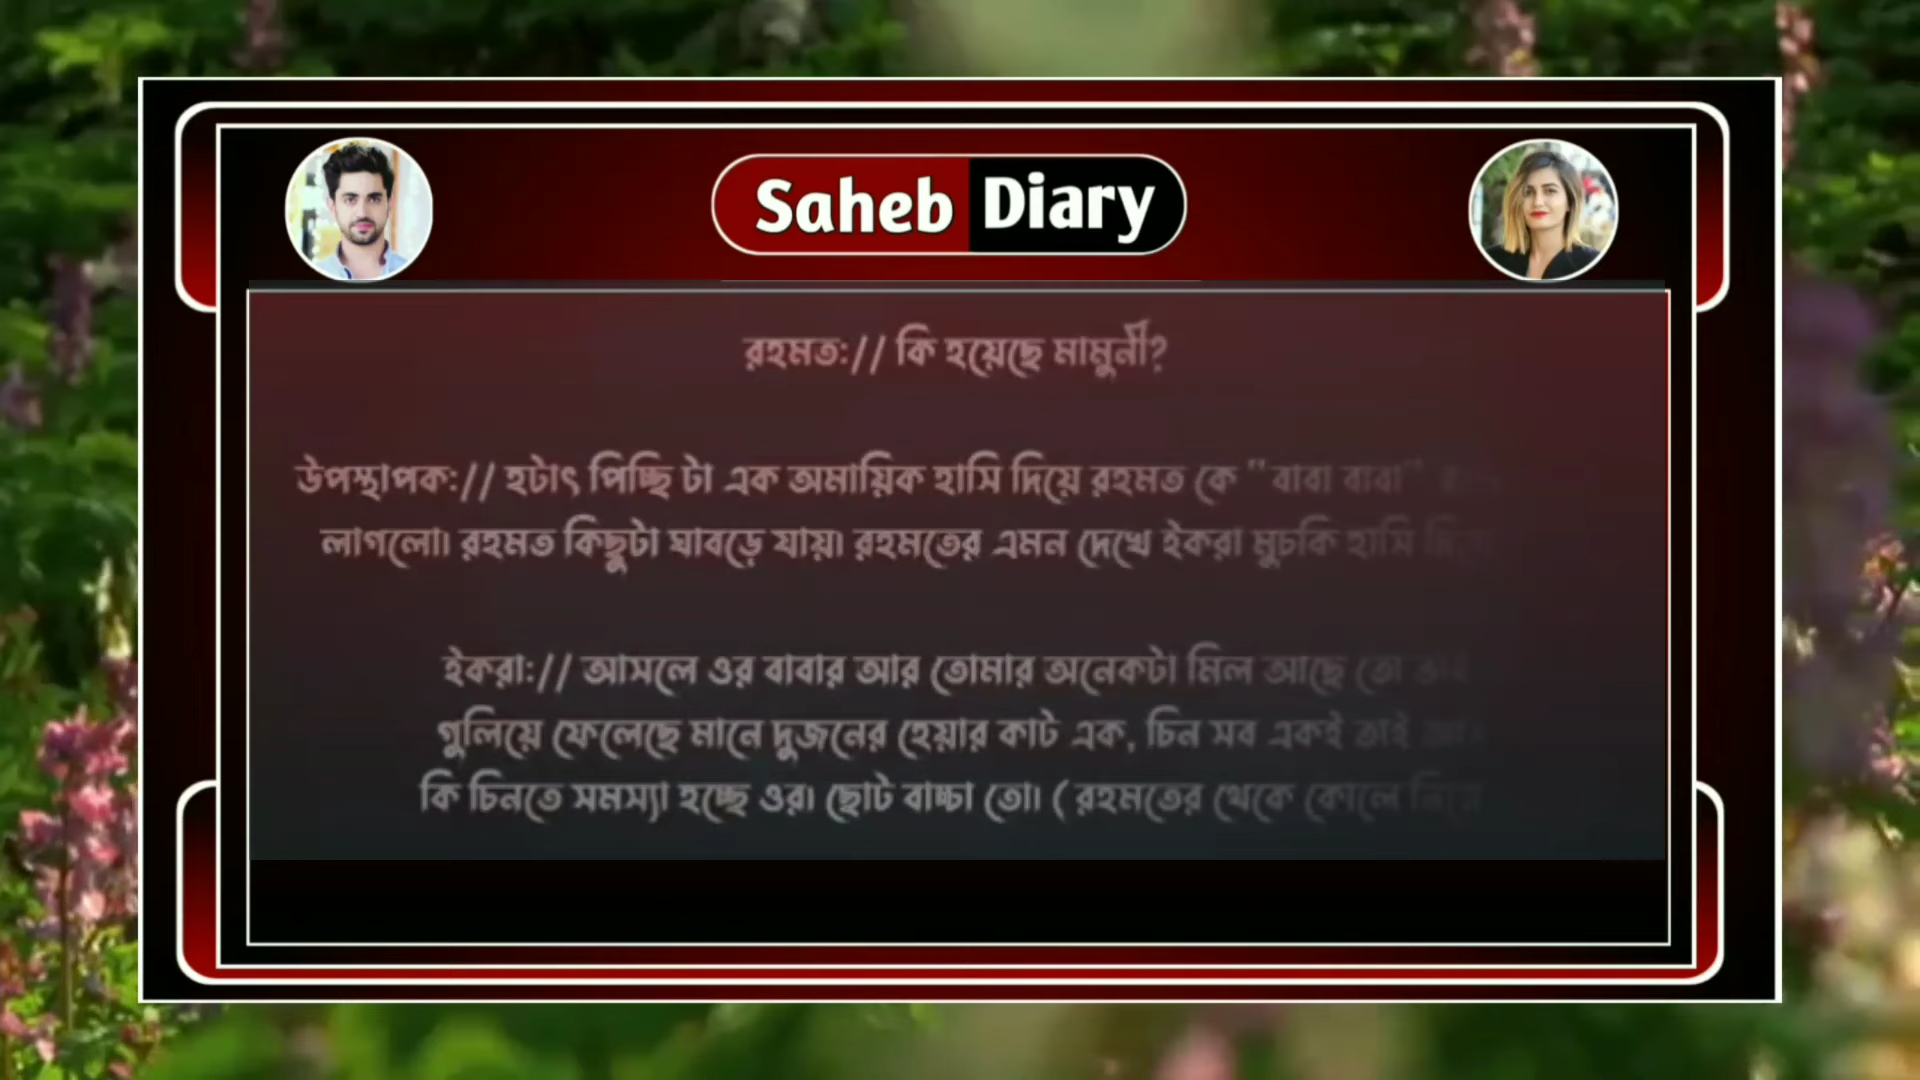 Saheb Diary
রহমত:// কি হয়েছে মামুনী?
উপস্থাপক:// হটাৎ পিচ্ছি টা এক অমায়িক হাসি দিয়ে রহমত কে "বাবা বাবা"
লাগলো। রহমত কিছুটা ঘাবড়ে যায়। রহমতের এমন দেখে ইকরা মুচকি হাসি
ইকরা:// আসলে ওর বাবার আর তোমার অনেকটা মিল আছে তো
গুলিয়ে ফেলেছে মানে দুজনের হেয়ার কাট এক, চিন সব একই তাই
কি চিনতে সমস্যা হচ্ছে ওর। ছোট বাচ্চা তো। ( রহমতের থেকে কোলে